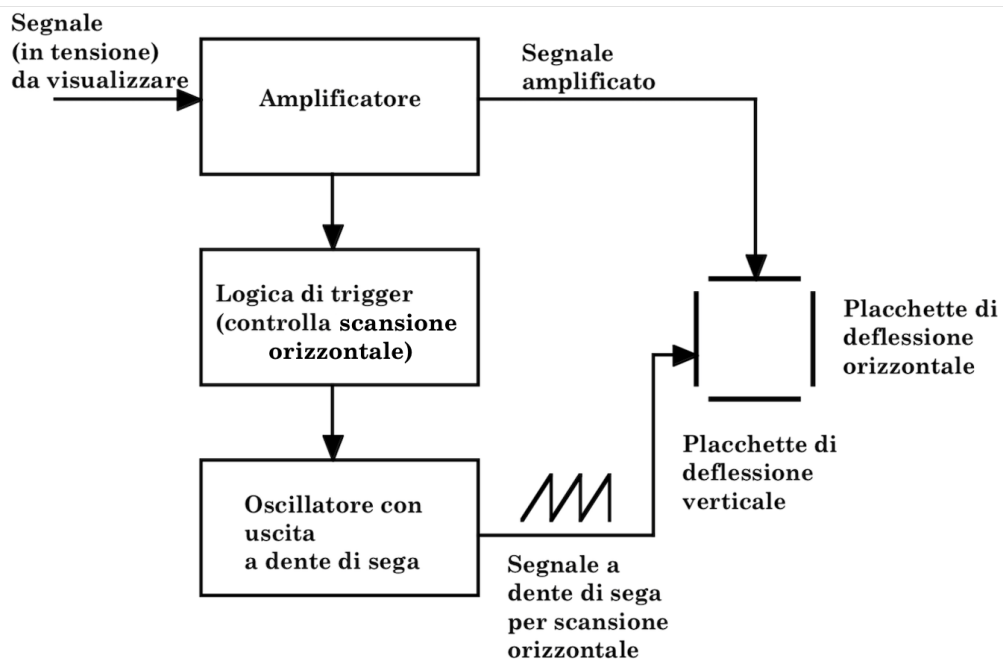 Segnale
(in tensione)
da visualizzare
Amplificatore
Segnale
amplificato
Logica di trigger
(controlla scansione
orizzontale)
Placchette di
deflessione
orizzontale
Placchette di
deflessione
verticale
Oscillatore con
uscita
a dente di sega
Segnale a
dente di sega
per scansione
orizzontale